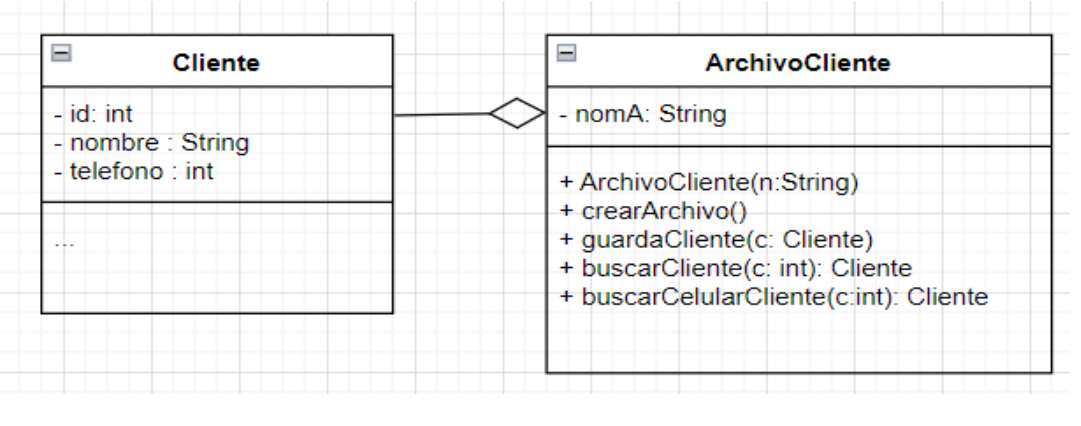 Cliente
- id: int
- nombre : String
- telefono : int
...
ArchivoCliente
- nomA: String
+ ArchivoCliente(n:String)
+ crearArchivo()
+ guardaCliente(c: Cliente)
+ buscarCliente(c: int): Cliente
+ buscarCelularCliente(c:int): Cliente